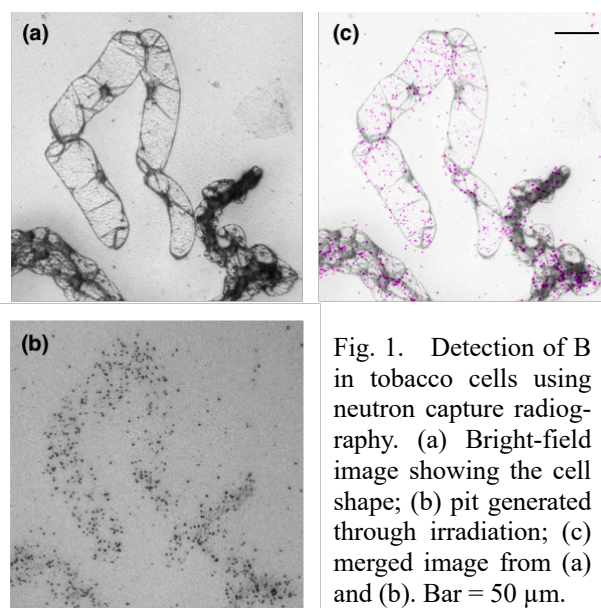 (a)
(c)
(b)
Fig. 1. Detection of B
in tobacco cells using
neutron capture radiog-
raphy. (a) Bright-field
image showing the cell
shape; (b) pit generated
through irradiation; (c)
merged image from (a)
and (b). Bar = 50 µm.